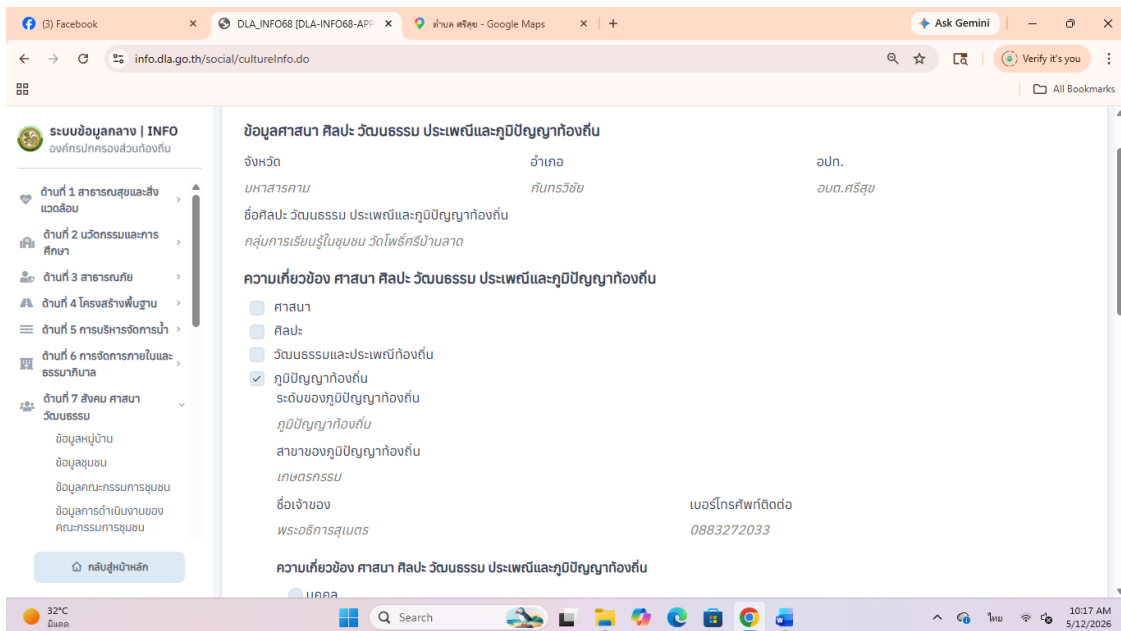 (3) Facebook
DLA_INFO68 [DLA-INFO68-APP
ตำบล ศรีสุข - Google Maps
Ask Gemini
info.dla.go.th/social/cultureInfo.do
Verify it's you
All Bookmarks
ระบบข้อมูลกลาง | INFO
องค์กรปกครองส่วนท้องถิ่น
ด้านที่ 1 สาธารณสุขและสิ่ง
แวดล้อม
ด้านที่ 2 นวัตกรรมและการ
ศึกษา
ด้านที่ 3 สาธารณภัย
ด้านที่ 4 โครงสร้างพื้นฐาน
ด้านที่ 5 การบริหารจัดการน้ำ
ด้านที่ 6 การจัดการภายในและ
ธรรมาภิบาล
ด้านที่ 7 สังคม ศาสนา
วัฒนธรรม
ข้อมูลหมู่บ้าน
ข้อมูลชุมชน
ข้อมูลคณะกรรมการชุมชน
ข้อมูลการดำเนินงานของ
คณะกรรมการชุมชน
กลับสู่หน้าหลัก
ข้อมูลศาสนา ศิลปะ วัฒนธรรม ประเพณีและภูมิปัญญาท้องถิ่น
จังหวัด อำเภอ อปท.
มหาสารคาม กันทรวิชัย อบต.ศรีสุข
ชื่อศิลปะ วัฒนธรรม ประเพณีและภูมิปัญญาท้องถิ่น
กลุ่มการเรียนรู้ในชุมชน วัดโพธิ์ศรีบ้านลาด
ความเกี่ยวข้อง ศาสนา ศิลปะ วัฒนธรรม ประเพณีและภูมิปัญญาท้องถิ่น
ศาสนา
ศิลปะ
วัฒนธรรมและประเพณีท้องถิ่น
ภูมิปัญญาท้องถิ่น
ระดับของภูมิปัญญาท้องถิ่น
ภูมิปัญญาท้องถิ่น
สาขาของภูมิปัญญาท้องถิ่น
เกษตรกรรม
ชื่อเจ้าของ เบอร์โทรศัพท์ติดต่อ
พระอธิการสุเนตร 0883272033
ความเกี่ยวข้อง ศาสนา ศิลปะ วัฒนธรรม ประเพณีและภูมิปัญญาท้องถิ่น
บุคคล
32°C
มีแดด
Search
ไทย
10:17 AM
5/12/2026